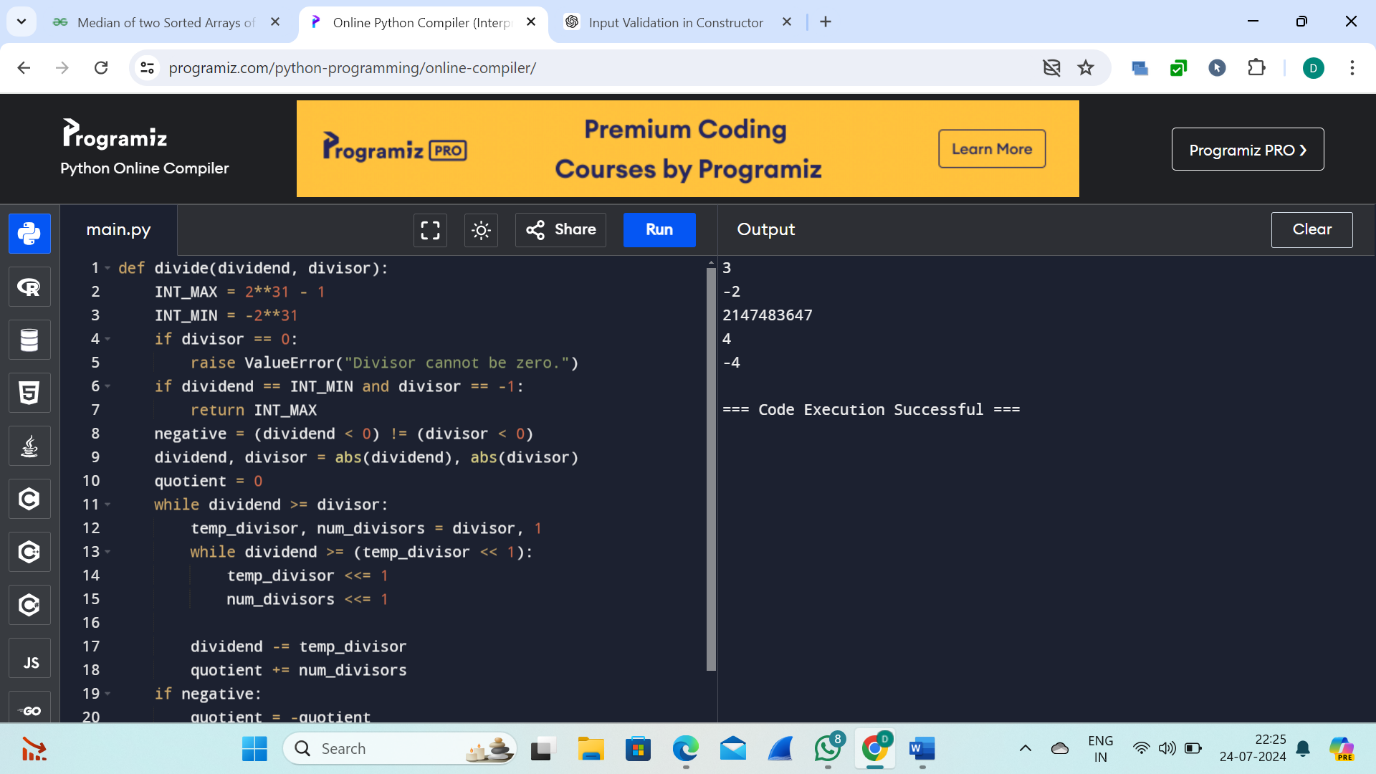 Median of two Sorted Arrays of
Online Python Compiler (Interp
Input Validation in Constructor
programiz.com/python-programming/online-compiler/
D
Programiz
Python Online Compiler
Programiz PRO
Premium Coding
Courses by Programiz
Learn More
Programiz PRO
main.py
Share
Run
Output
Clear
1 def divide(dividend, divisor):
2 INT_MAX = 2**31 - 1
3 INT_MIN = -2**31
4 if divisor == 0:
5 raise ValueError("Divisor cannot be zero.")
6 if dividend == INT_MIN and divisor == -1:
7 return INT_MAX
8 negative = (dividend < 0) != (divisor < 0)
9 dividend, divisor = abs(dividend), abs(divisor)
10 quotient = 0
11 while dividend >= divisor:
12 temp_divisor, num_divisors = divisor, 1
13 while dividend >= (temp_divisor << 1):
14 temp_divisor <<= 1
15 num_divisors <<= 1
16
17 dividend -= temp_divisor
18 quotient += num_divisors
19 if negative:
20 quotient = -quotient
3
-2
2147483647
4
-4
=== Code Execution Successful ===
JS
GO
Search
8
D
W
ENG
IN
22:25
24-07-2024
PRE